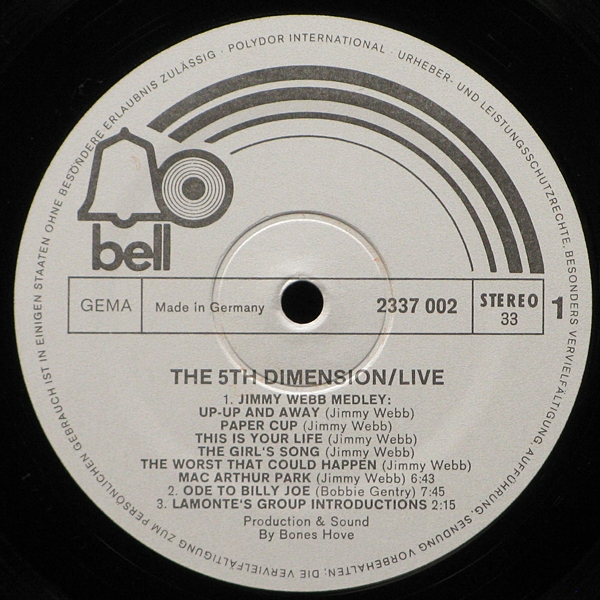 BESONDERE ERLAUBNIS ZULÄSSIG · POLYDOR INTERNATIONAL · URHEBER- UND LEISTUNGSSCHUTZRECHTE, BESONDERS VERVIELFÄLTIGUNG, AUFFÜHRUNG, SENDUNG VORBEHALTEN; DIE VERVIELFÄLTIGUNG ZUM PERSÖNLICHEN GEBRAUCH IST IN EINIGEN STAATEN OHNE
bell
GEMA Made in Germany 2337 002 STEREO 1
33
THE 5TH DIMENSION/LIVE
1. JIMMY WEBB MEDLEY:
UP-UP AND AWAY (Jimmy Webb)
PAPER CUP (Jimmy Webb)
THIS IS YOUR LIFE (Jimmy Webb)
THE GIRL'S SONG (Jimmy Webb)
THE WORST THAT COULD HAPPEN (Jimmy Webb)
MAC ARTHUR PARK (Jimmy Webb) 6:43
2. ODE TO BILLY JOE (Bobbie Gentry) 7:45
3. LAMONTE'S GROUP INTRODUCTIONS 2:15
Production & Sound
By Bones Hove